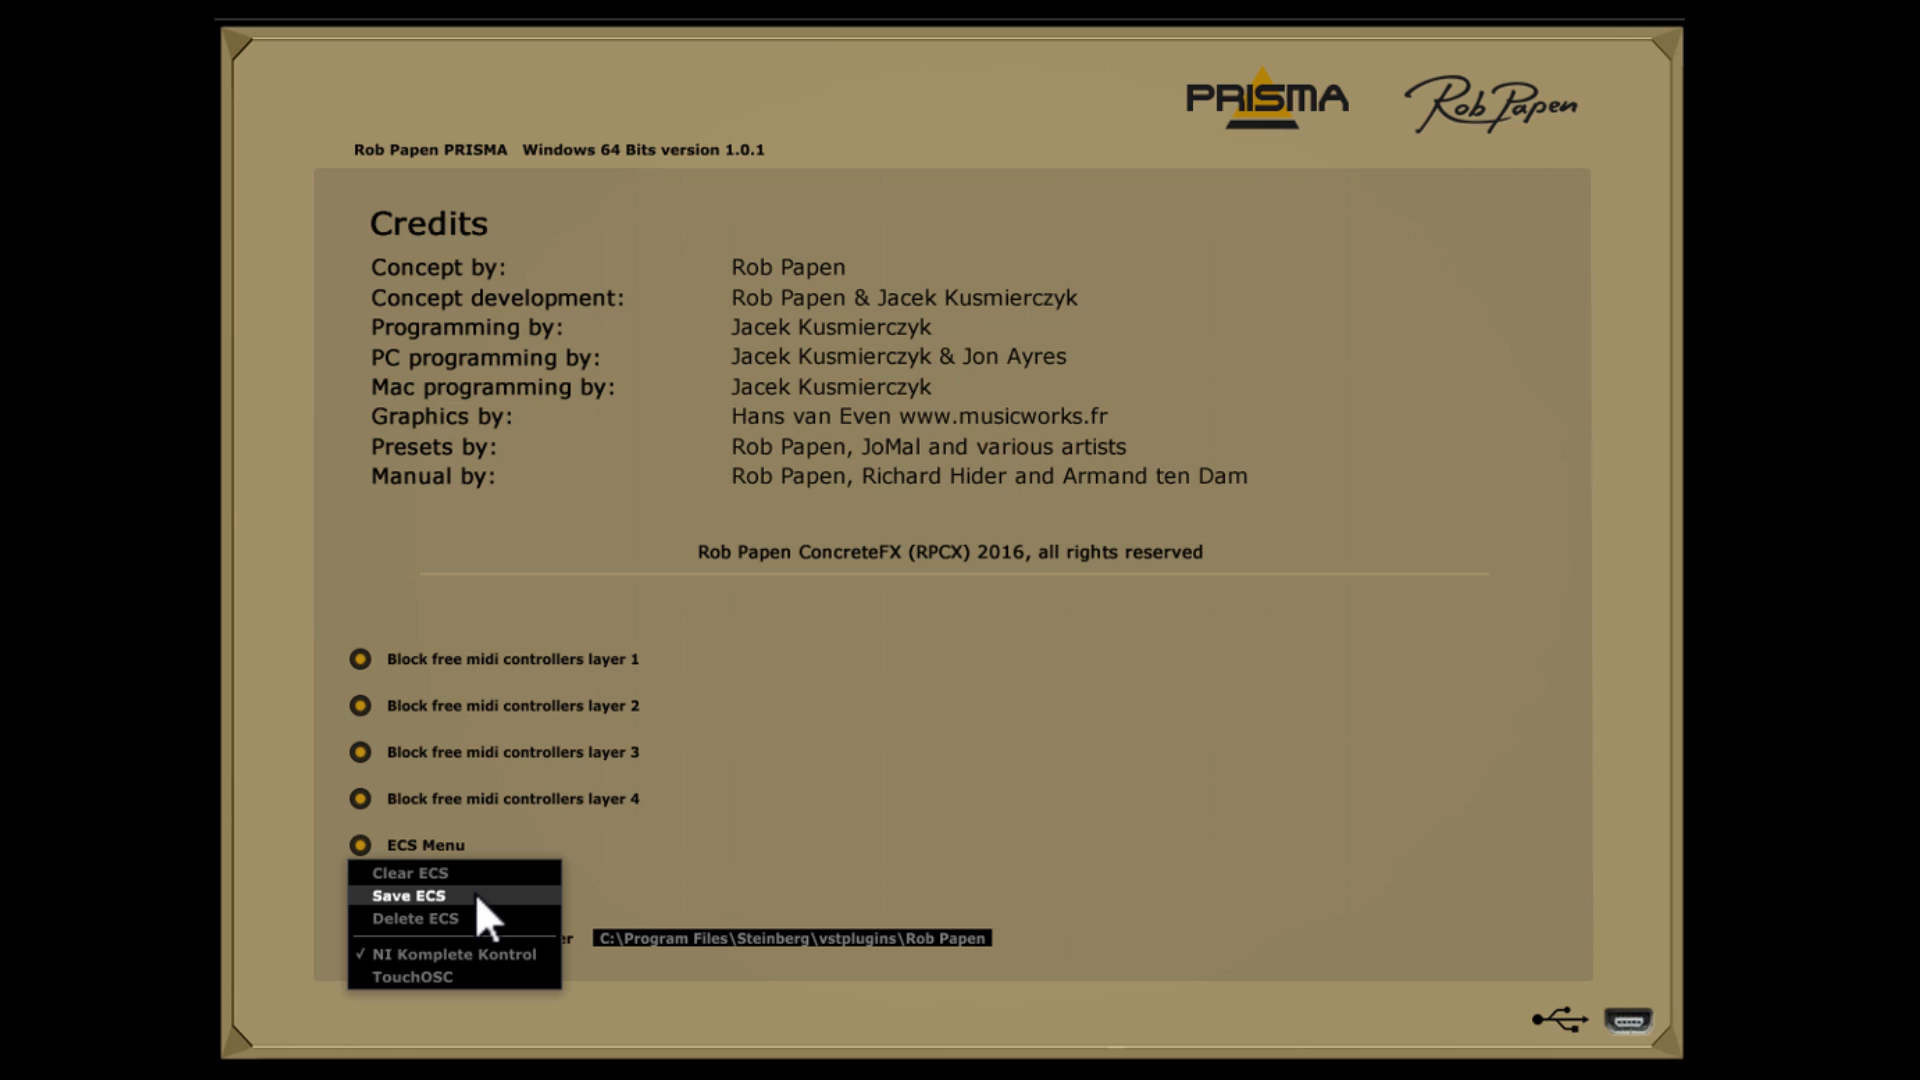 PRISMA
Rob Papen
Rob Papen PRISMA Windows 64 Bits version 1.0.1
Credits
Concept by: Rob Papen
Concept development: Rob Papen & Jacek Kusmierczyk
Programming by: Jacek Kusmierczyk
PC programming by: Jacek Kusmierczyk & Jon Ayres
Mac programming by: Jacek Kusmierczyk
Graphics by: Hans van Even www.musicworks.fr
Presets by: Rob Papen, JoMal and various artists
Manual by: Rob Papen, Richard Hider and Armand ten Dam
Rob Papen ConcreteFX (RPCX) 2016, all rights reserved
Block free midi controllers layer 1
Block free midi controllers layer 2
Block free midi controllers layer 3
Block free midi controllers layer 4
ECS Menu
Clear ECS
Save ECS
Delete ECS
C:\Program Files\Steinberg\vstplugins\Rob Papen
✓ NI Komplete Kontrol
TouchOSC